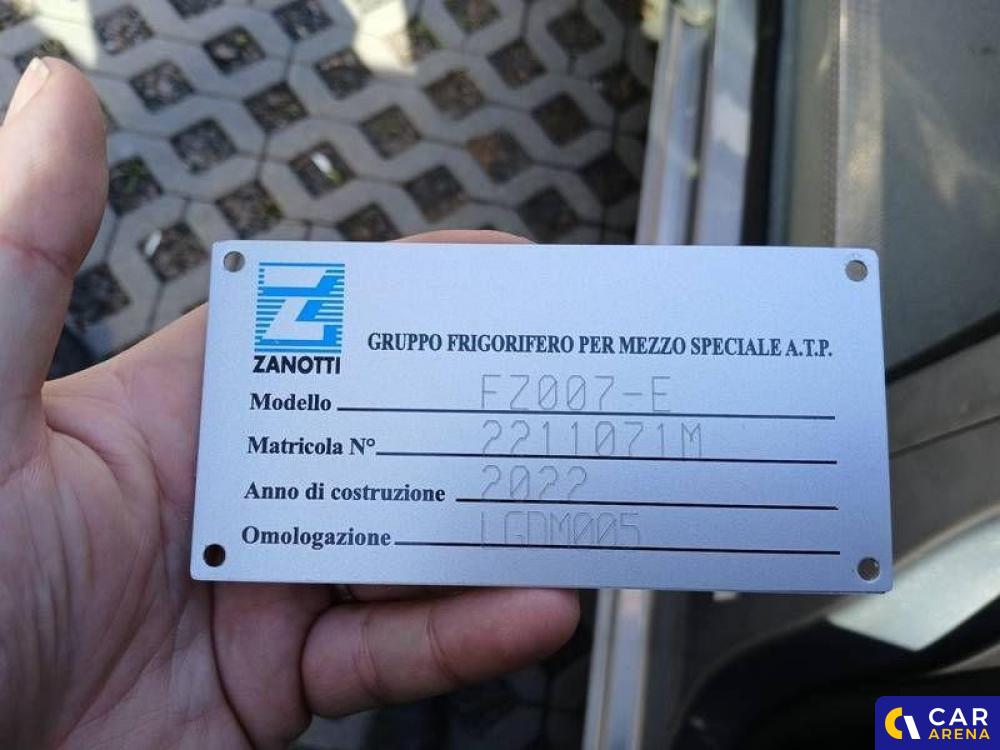 ZANOTTI
GRUPPO FRIGORIFERO PER MEZZO SPECIALE A.T.P.
Modello FZ007-E
Matricola N° 2211071M
Anno di costruzione 2022
Omologazione LGDM005
CAR
ARENA